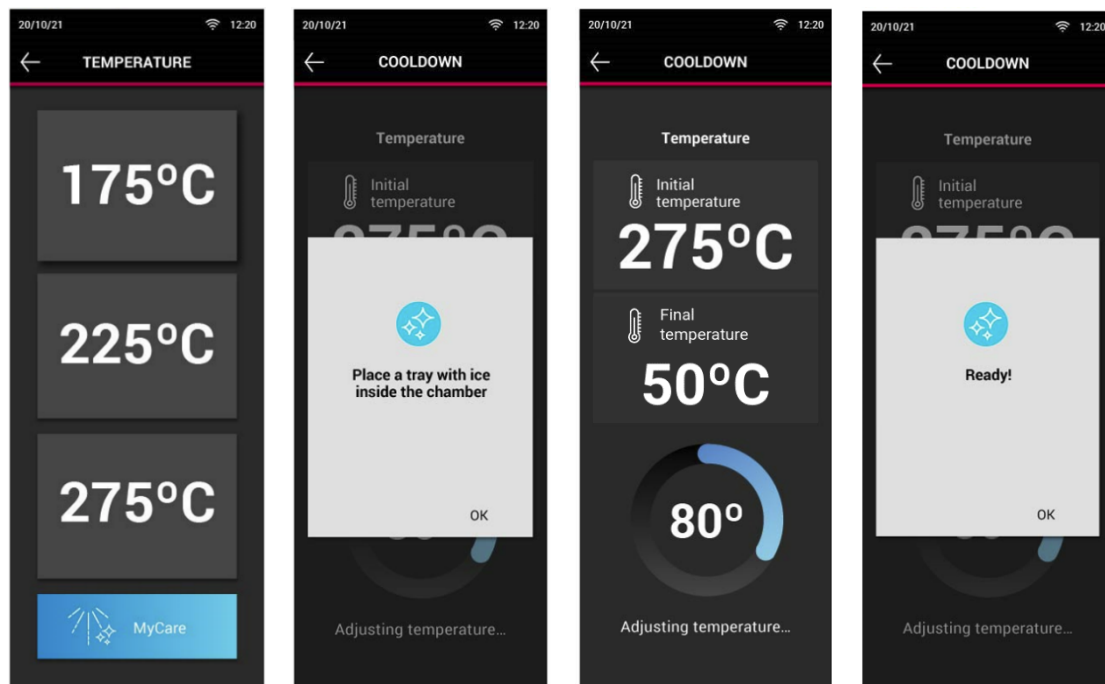 20/10/21 12:20
TEMPERATURE
175ºC
225ºC
275ºC
MyCare
20/10/21 12:20
COOLDOWN
Temperature
Initial
temperature
275ºC
Place a tray with ice
inside the chamber
OK
Adjusting temperature...
20/10/21 12:20
COOLDOWN
Temperature
Initial
temperature
275ºC
Final
temperature
50ºC
80º
Adjusting temperature...
20/10/21 12:20
COOLDOWN
Temperature
Initial
temperature
275ºC
Ready!
OK
Adjusting temperature...